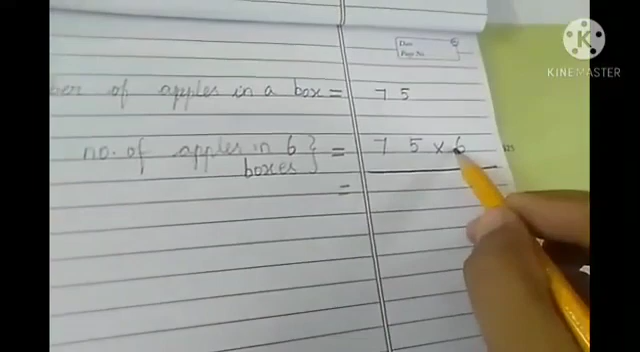 Date
Page No.
KINEMASTER
of apples in a box = 75
no. of apples in 6 } = 75 × 6
boxes
=